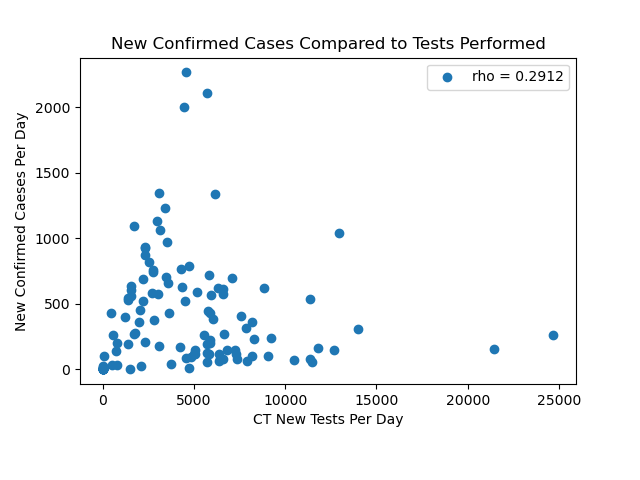 New Confirmed Cases Compared to Tests Performed
rho = 0.2912
New Confirmed Caeses Per Day
2000
1500
1000
500
0
0 5000 10000 15000 20000 25000
CT New Tests Per Day